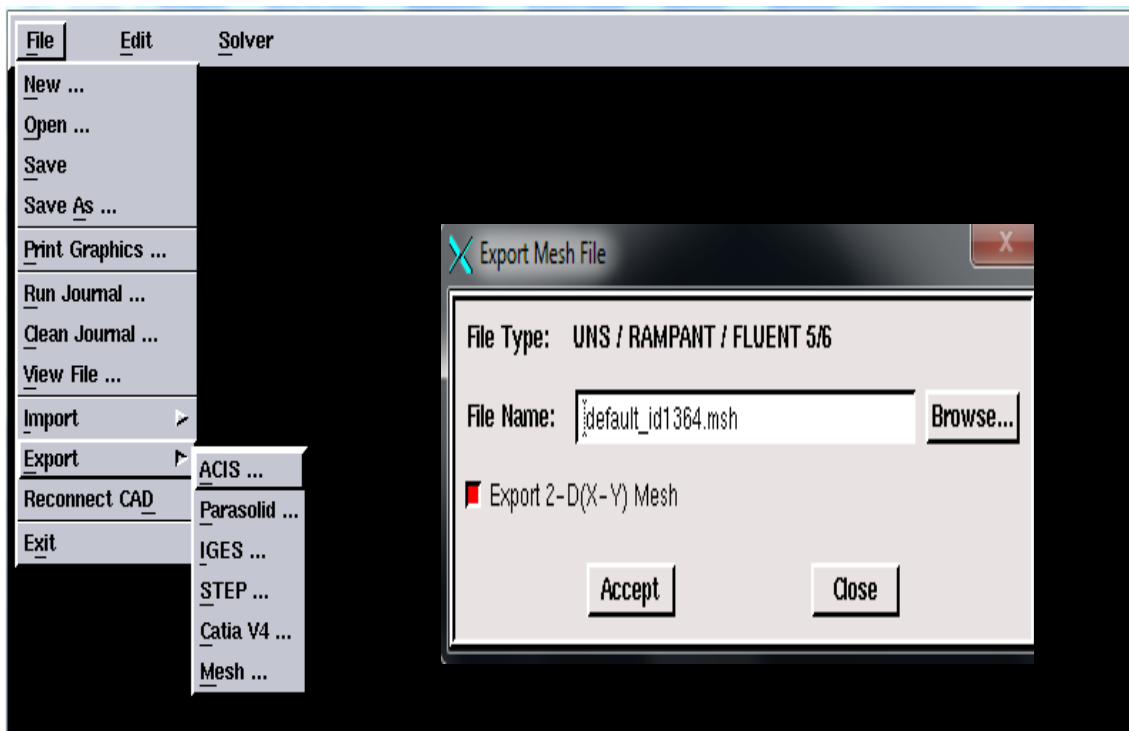 File Edit Solver
New ...
Open ...
Save
Save As ...
Print Graphics ...
Run Journal ...
Clean Journal ...
View File ...
Import
Export
Reconnect CAD
Exit
ACIS ...
Parasolid ...
IGES ...
STEP ...
Catia V4 ...
Mesh ...
Export Mesh File
X
File Type: UNS / RAMPANT / FLUENT 5/6
File Name: default_id1364.msh Browse...
Export 2-D(X-Y) Mesh
Accept Close